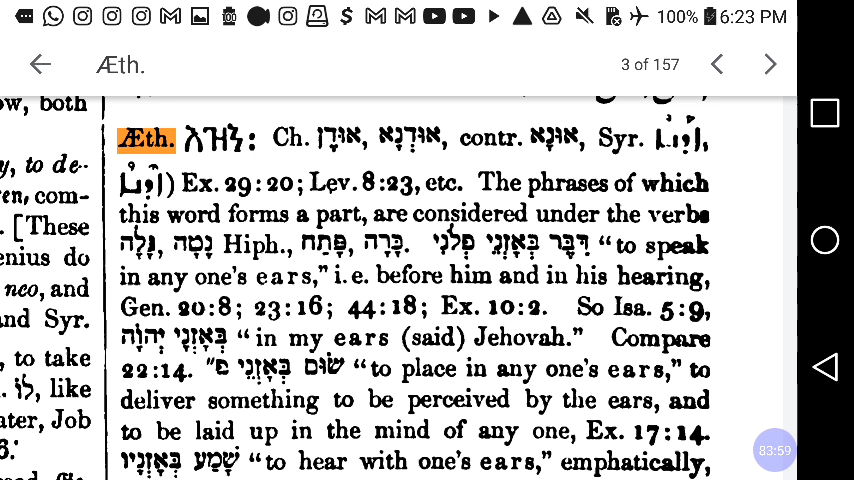 6:23 PM
100%
Æth.
3 of 157
ow, both
y, to de-
ren, com-
. [These
enius do
neo, and
and Syr.
, to take
. לוֹ, like
ater, Job
6.
Æth. Ch. אוּדָן, אוּדְנָא, contr. אוּנָא, Syr.
Ex. 29:20; Lev. 8:23, etc. The phrases of which
this word forms a part, are considered under the verbs
גָּלָה, נָטָה Hiph., פָּתַח, כָּרָה. דִּבֶּר בְּאָזְנֵי פְלֹנִי “to speak
in any one's ears,” i. e. before him and in his hearing,
Gen. 20:8; 23:16; 44:18; Ex. 10:2. So Isa. 5:9,
בְּאָזְנָי יְהוָֹה “in my ears (said) Jehovah.” Compare
22:14. שׂוּם בְּאָזְנֵי פ״ “to place in any one's ears,” to
deliver something to be perceived by the ears, and
to be laid up in the mind of any one, Ex. 17:14.
שָׁמַע בְּאָזְנָיו “to hear with one's ears,” emphatically,
83:59